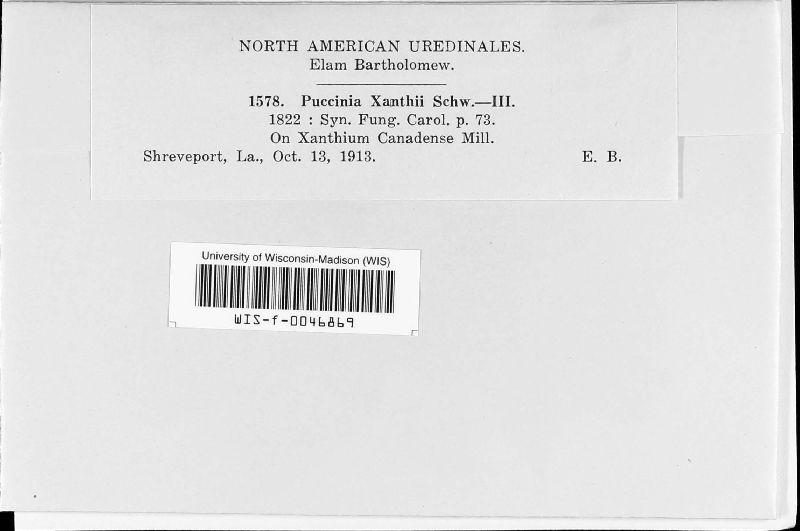 NORTH AMERICAN UREDINALES.
Elam Bartholomew.
1578. Puccinia Xanthii Schw.—III.
1822 : Syn. Fung. Carol. p. 73.
On Xanthium Canadense Mill.
Shreveport, La., Oct. 13, 1913. E. B.
University of Wisconsin-Madison (WIS)
WIS-f-0046869